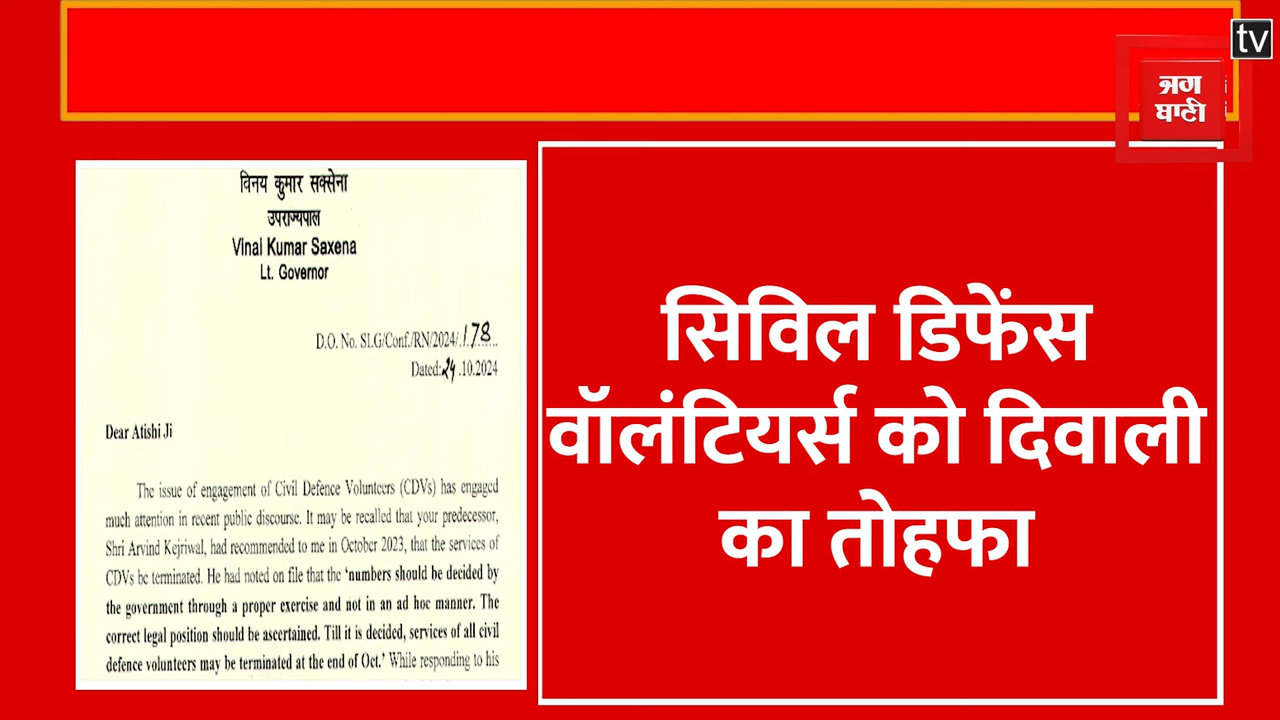 tv
ਜਗ
ਬਾਣੀ
विनय कुमार सक्सेना
उपराज्यपाल
Vinai Kumar Saxena
Lt. Governor
D.O. No. SLG/Conf./RN/2024/.178...
Dated:24.10.2024
Dear Atishi Ji
The issue of engagement of Civil Defence Volunteers (CDVs) has engaged
much attention in recent public discourse. It may be recalled that your predecessor,
Shri Arvind Kejriwal, had recommended to me in October 2023, that the services of
CDVs be terminated. He had noted on file that the ‘numbers should be decided by
the government through a proper exercise and not in an ad hoc manner. The
correct legal position should be ascertained. Till it is decided, services of all civil
defence volunteers may be terminated at the end of Oct.’ While responding to his
सिविल डिफेंस
वॉलंटियर्स को दिवाली
का तोहफा